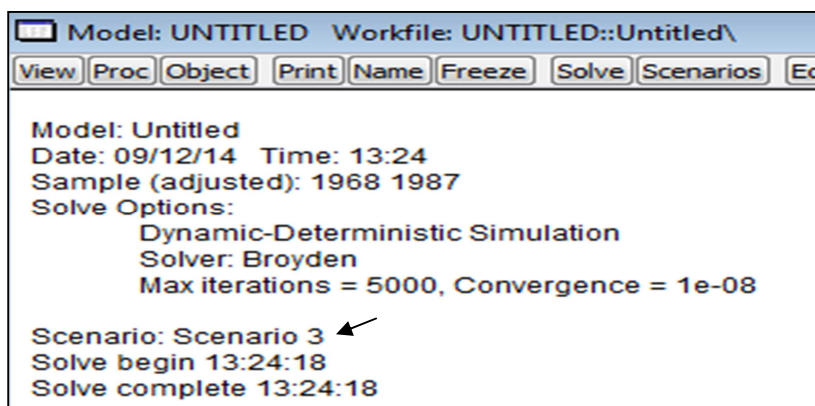 Model: UNTITLED Workfile: UNTITLED::Untitled\
View Proc Object Print Name Freeze Solve Scenarios
Model: Untitled
Date: 09/12/14 Time: 13:24
Sample (adjusted): 1968 1987
Solve Options:
Dynamic-Deterministic Simulation
Solver: Broyden
Max iterations = 5000, Convergence = 1e-08
Scenario: Scenario 3
Solve begin 13:24:18
Solve complete 13:24:18